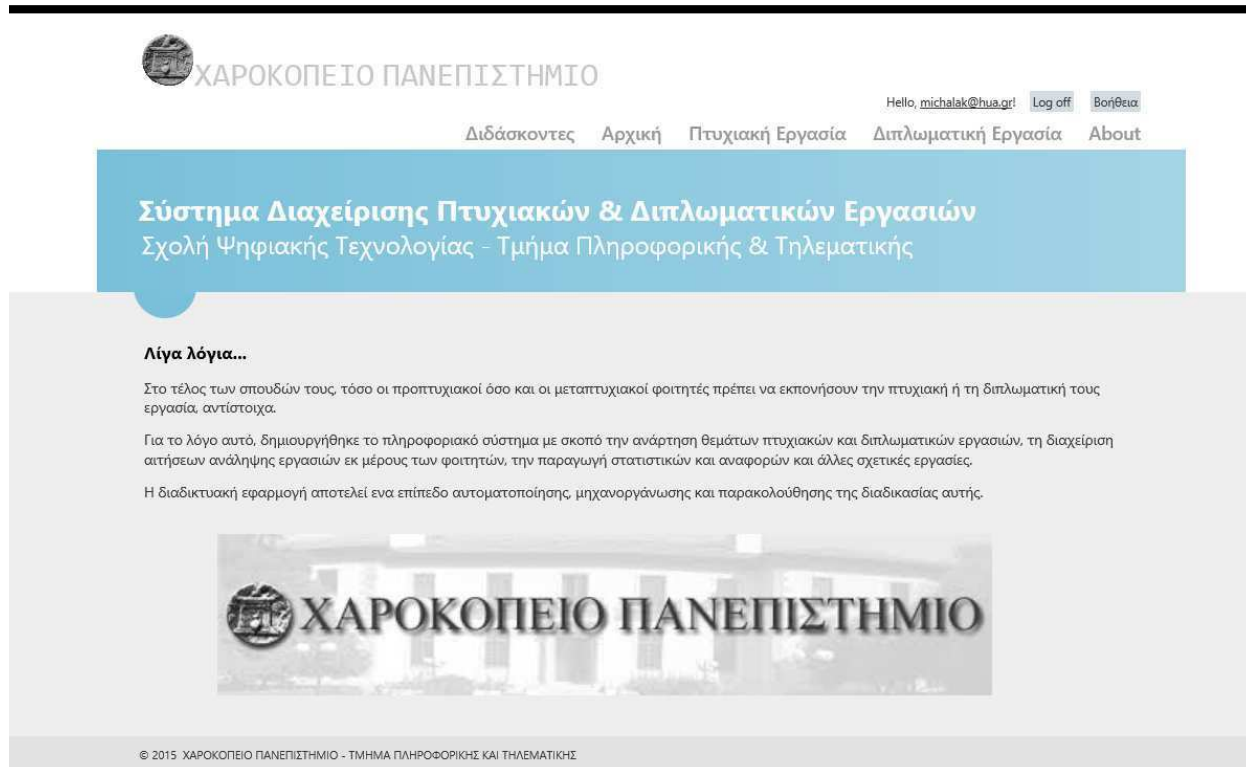 ΧΑΡΟΚΟΠΕΙΟ ΠΑΝΕΠΙΣΤΗΜΙΟ
Hello, michalak@hua.gr! Log off Βοήθεια
Διδάσκοντες Αρχική Πτυχιακή Εργασία Διπλωματική Εργασία About
Σύστημα Διαχείρισης Πτυχιακών & Διπλωματικών Εργασιών
Σχολή Ψηφιακής Τεχνολογίας - Τμήμα Πληροφορικής & Τηλεματικής
Λίγα λόγια...
Στο τέλος των σπουδών τους, τόσο οι προπτυχιακοί όσο και οι μεταπτυχιακοί φοιτητές πρέπει να εκπονήσουν την πτυχιακή ή τη διπλωματική τους
εργασία, αντίστοιχα.
Για το λόγο αυτό, δημιουργήθηκε το πληροφοριακό σύστημα με σκοπό την ανάρτηση θεμάτων πτυχιακών και διπλωματικών εργασιών, τη διαχείριση
αιτήσεων ανάληψης εργασιών εκ μέρους των φοιτητών, την παραγωγή στατιστικών και αναφορών και άλλες σχετικές εργασίες.
Η διαδικτυακή εφαρμογή αποτελεί ενα επίπεδο αυτοματοποίησης, μηχανοργάνωσης και παρακολούθησης της διαδικασίας αυτής.
ΧΑΡΟΚΟΠΕΙΟ ΠΑΝΕΠΙΣΤΗΜΙΟ
© 2015 ΧΑΡΟΚΟΠΕΙΟ ΠΑΝΕΠΙΣΤΗΜΙΟ - ΤΜΗΜΑ ΠΛΗΡΟΦΟΡΙΚΗΣ ΚΑΙ ΤΗΛΕΜΑΤΙΚΗΣ